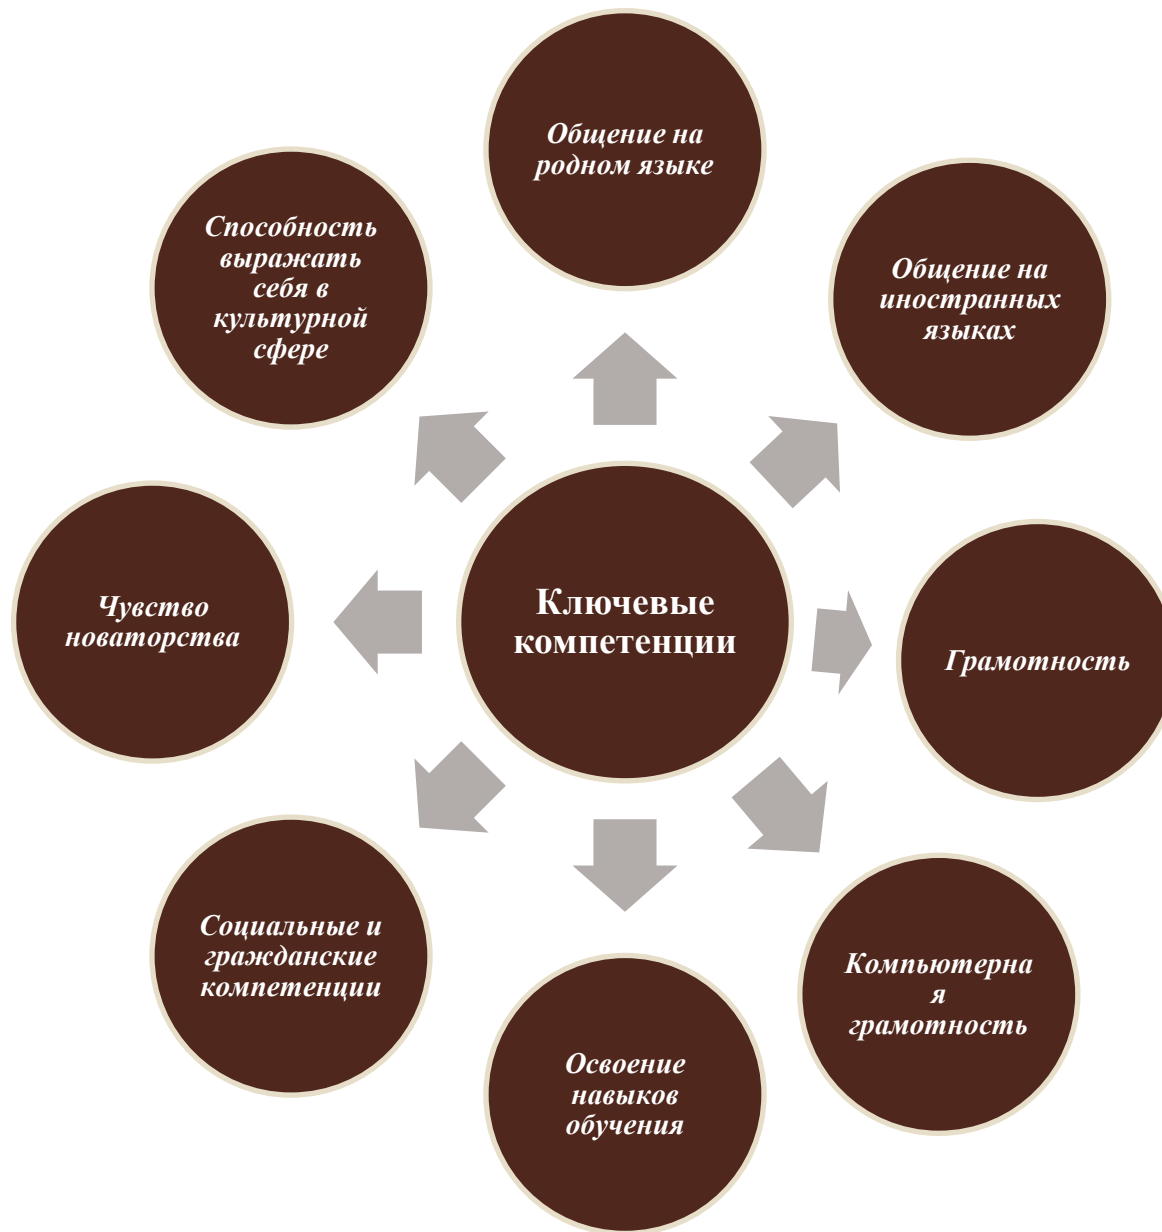 Общение на
родном языке
Общение на
иностранных
языках
Грамотность
Компьютерна
я
грамотность
Освоение
навыков
обучения
Социальные и
гражданские
компетенции
Чувство
новаторства
Способность
выражать
себя в
культурной
сфере
Ключевые
компетенции